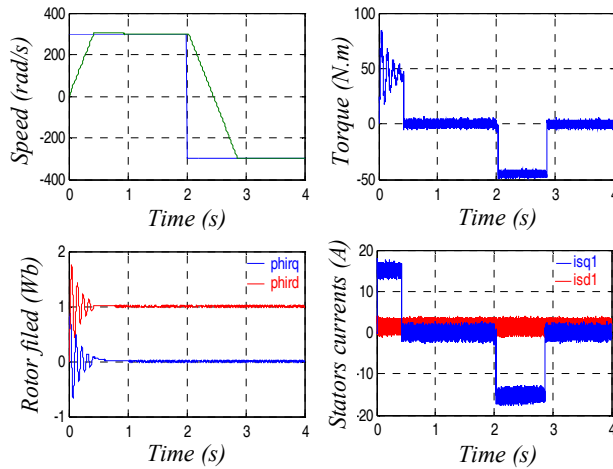 400
200
0
-200
-400
Speed (rad/s)
0 1 2 3 4
Time (s)
100
50
0
-50
Torque (N.m)
0 1 2 3 4
Time (s)
2
1
0
-1
Rotor filed (Wb)
phirq
phird
0 1 2 3 4
Time (s)
20
10
0
-10
-20
Stators currents (A)
isq1
isd1
0 1 2 3 4
Time (s)